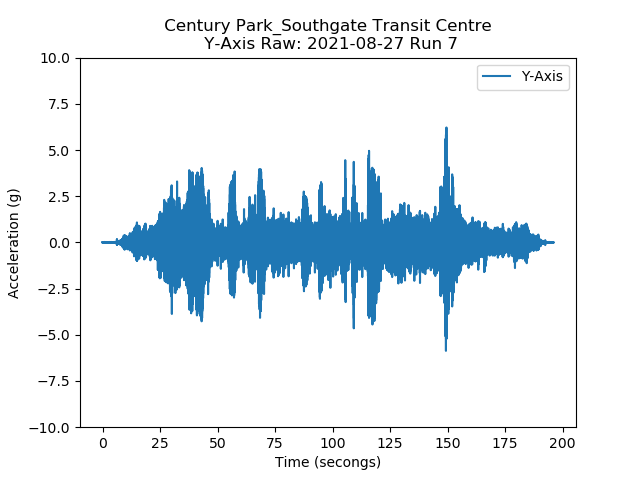 Century Park_Southgate Transit Centre
Y-Axis Raw: 2021-08-27 Run 7
Y-Axis
10.0
7.5
5.0
2.5
0.0
−2.5
−5.0
−7.5
−10.0
Acceleration (g)
0 25 50 75 100 125 150 175 200
Time (secongs)